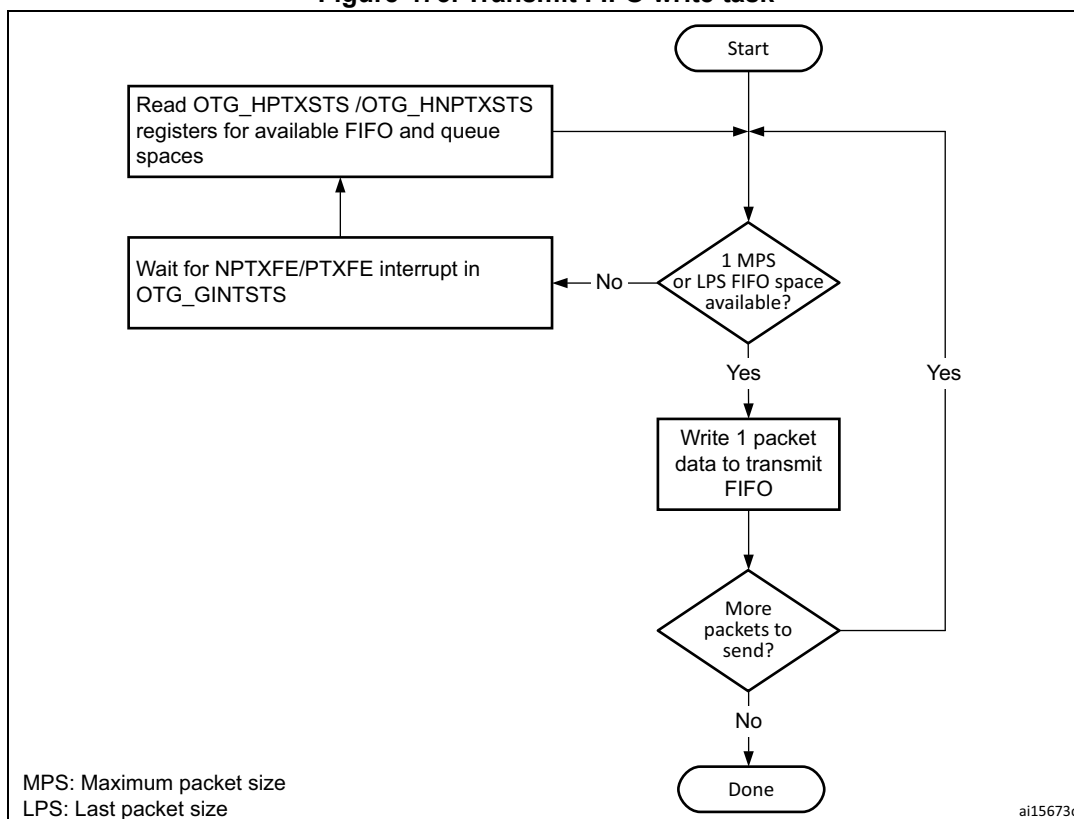 Start
Read OTG_HPTXSTS /OTG_HNPTXSTS
registers for available FIFO and queue
spaces
1 MPS
or LPS FIFO space
available?
No
Wait for NPTXFE/PTXFE interrupt in
OTG_GINTSTS
Yes
Yes
Write 1 packet
data to transmit
FIFO
More
packets to
send?
No
Done
MPS: Maximum packet size
LPS: Last packet size